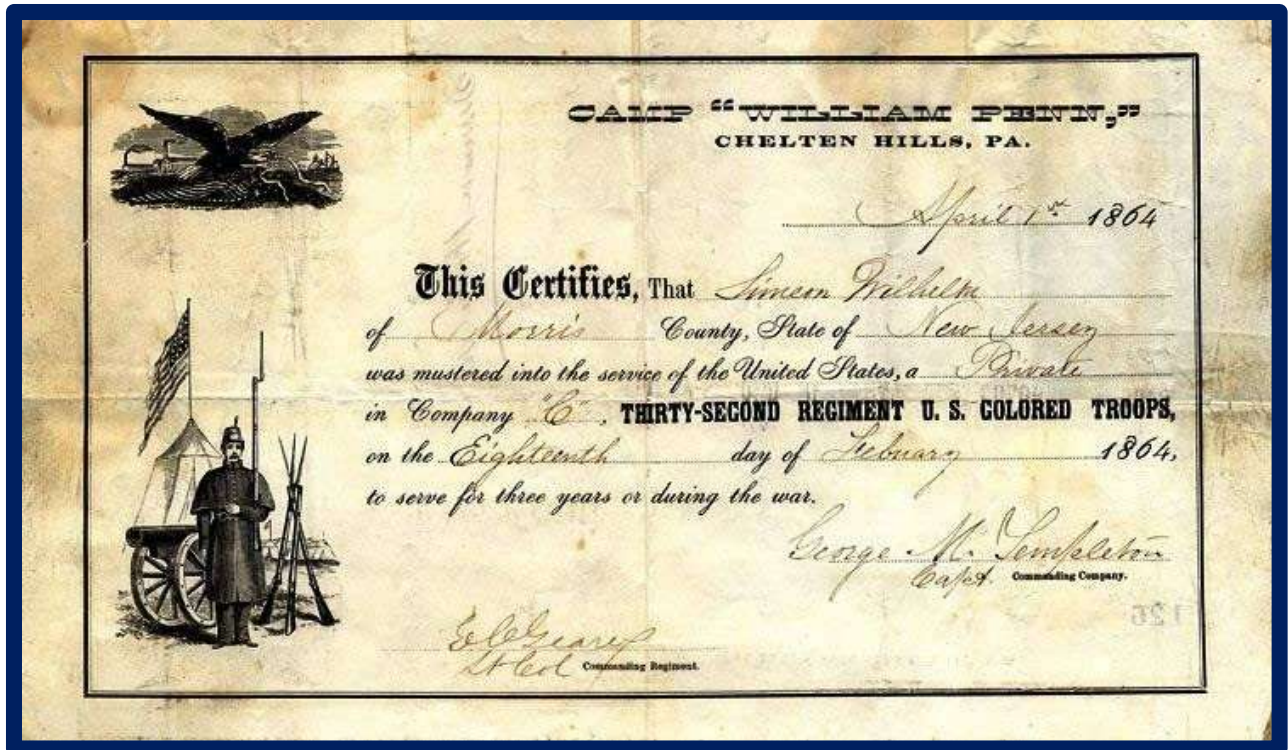 CAMP “WILLIAM PENN,”
CHELTEN HILLS, PA.
April 1st 1864
This Certifies, That Simeon Wilhelm
of Morris County, State of New Jersey
was mustered into the service of the United States, a Private
in Company "C", THIRTY-SECOND REGIMENT U. S. COLORED TROOPS,
on the Eighteenth day of Febuary 1864,
to serve for three years or during the war.
George M. Templeton
Capt. Commanding Company.
Lt Col Commanding Regiment.
126